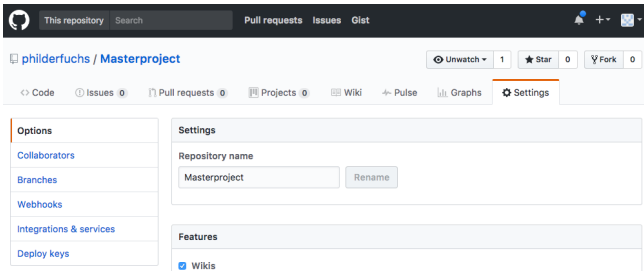 This repository Search Pull requests Issues Gist
philderfuchs / Masterproject Unwatch 1 Star 0 Fork 0
Code Issues 0 Pull requests 0 Projects 0 Wiki Pulse Graphs Settings
Options
Collaborators
Branches
Webhooks
Integrations & services
Deploy keys
Settings
Repository name
Masterproject Rename
Features
Wikis